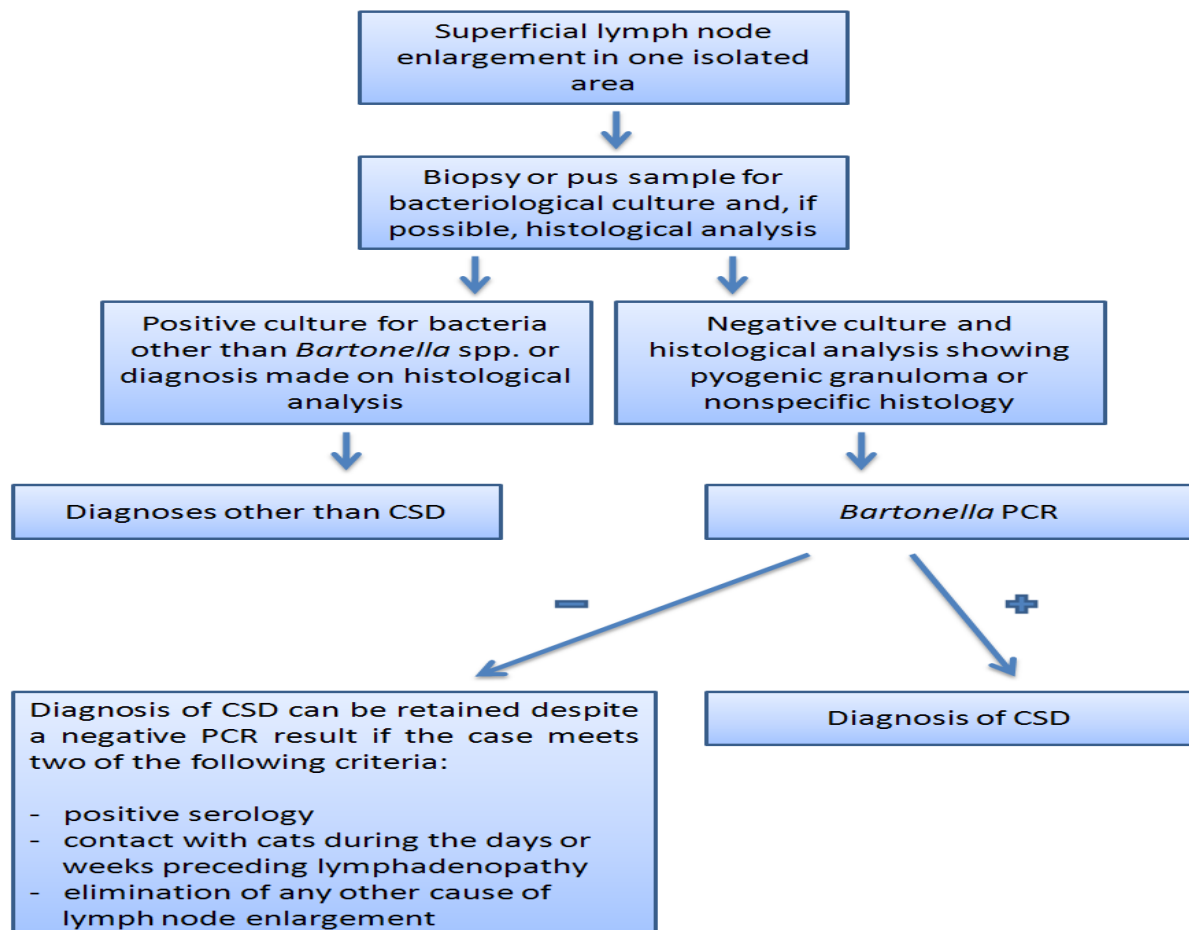 Superficial lymph node
enlargement in one isolated
area
Biopsy or pus sample for
bacteriological culture and, if
possible, histological analysis
Positive culture for bacteria
other than Bartonella spp. or
diagnosis made on histological
analysis
Negative culture and
histological analysis showing
pyogenic granuloma or
nonspecific histology
Diagnoses other than CSD
Bartonella PCR
Diagnosis of CSD can be retained despite
a negative PCR result if the case meets
two of the following criteria:
- positive serology
- contact with cats during the days or
weeks preceding lymphadenopathy
- elimination of any other cause of
lymph node enlargement
Diagnosis of CSD